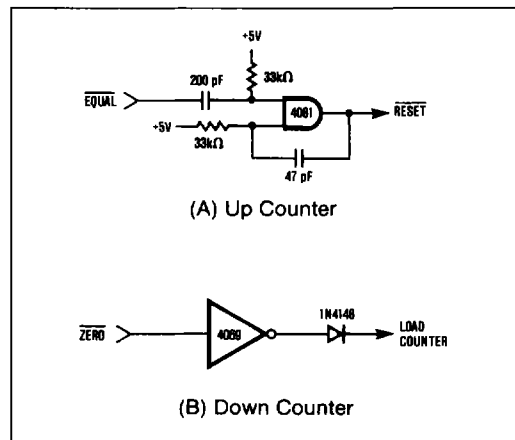 +5V
33kΩ
200 pF
EQUAL
4081
RESET
+5V
33kΩ
47 pF
(A) Up Counter
ZERO
4069
1N4148
LOAD
COUNTER
(B) Down Counter